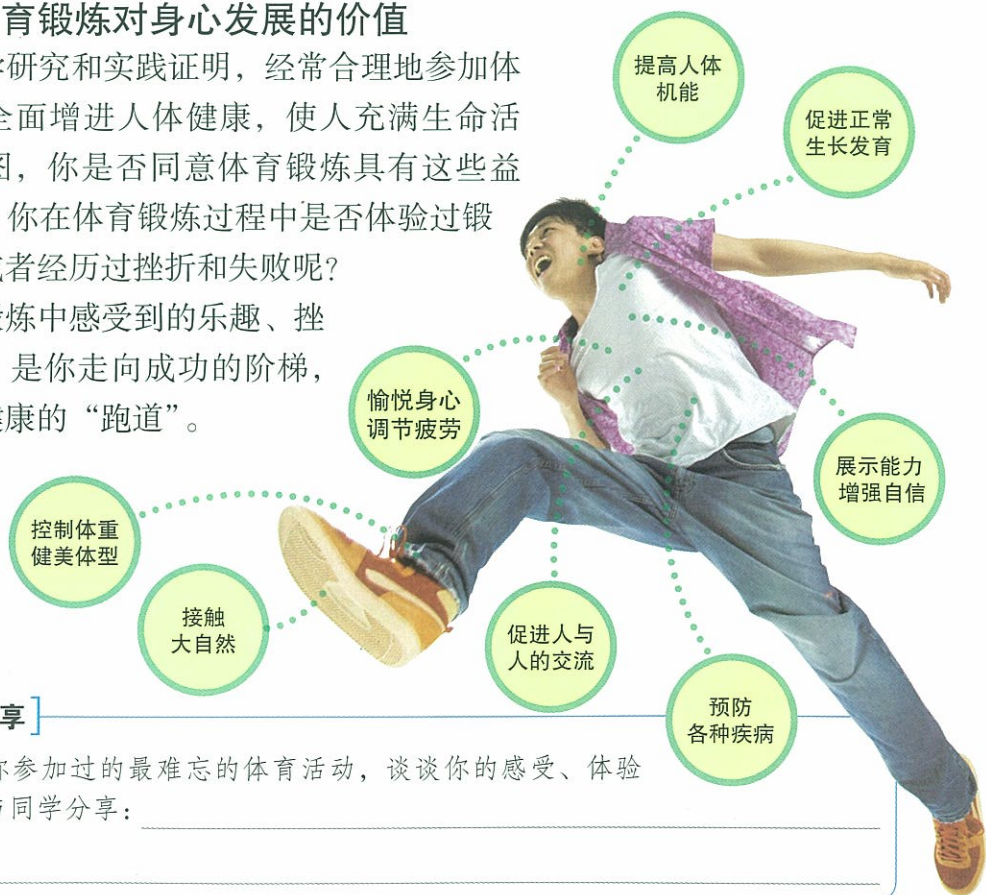 育锻炼对身心发展的价值
学研究和实践证明，经常合理地参加体
全面增进人体健康，使人充满生命活
图，你是否同意体育锻炼具有这些益
你在体育锻炼过程中是否体验过锻
或者经历过挫折和失败呢？
锻炼中感受到的乐趣、挫
是你走向成功的阶梯，
健康的“跑道”。
提高人体
机能
促进正常
生长发育
愉悦身心
调节疲劳
展示能力
增强自信
控制体重
健美体型
接触
大自然
促进人与
人的交流
预防
各种疾病
享]
你参加过的最难忘的体育活动，谈谈你的感受、体验
与同学分享：